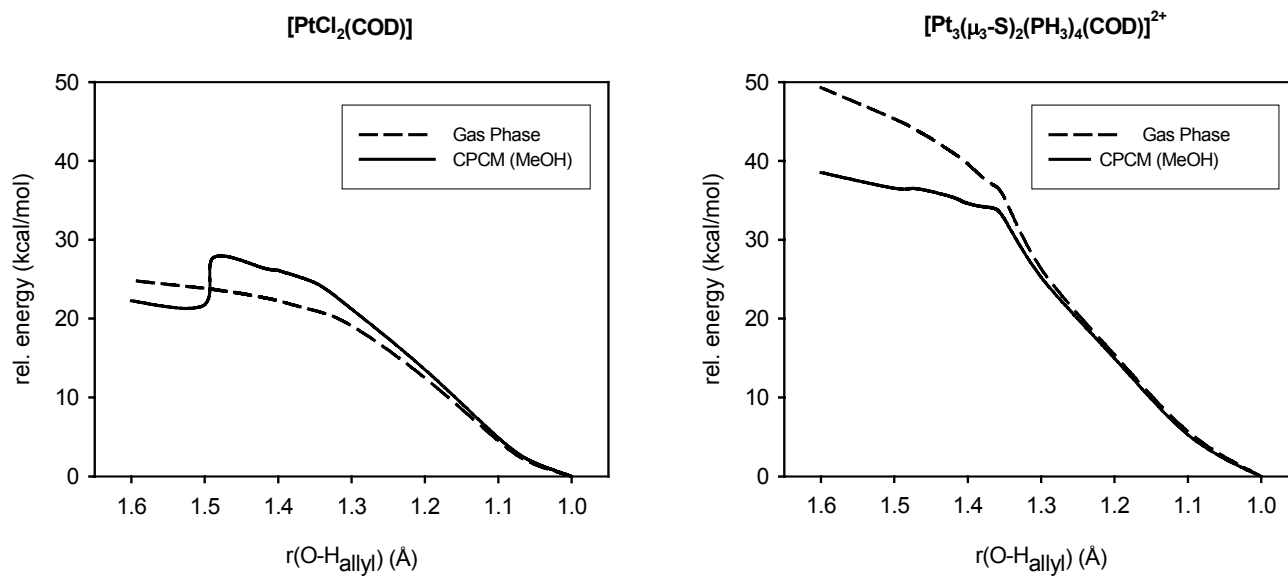 [PtCl₂(COD)]
50
40
30
20
10
0
rel. energy (kcal/mol)
Gas Phase
CPCM (MeOH)
1.6 1.5 1.4 1.3 1.2 1.1 1.0
r(O-Hallyl) (Å)
[Pt₃(μ₃-S)₂(PH₃)₄(COD)]²⁺
50
40
30
20
10
0
rel. energy (kcal/mol)
Gas Phase
CPCM (MeOH)
1.6 1.5 1.4 1.3 1.2 1.1 1.0
r(O-Hallyl) (Å)